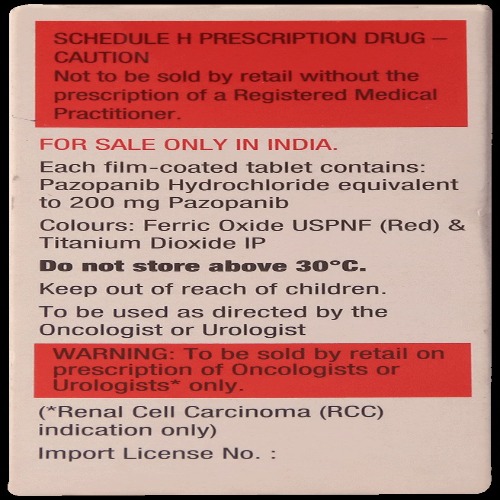 SCHEDULE H PRESCRIPTION DRUG –
CAUTION
Not to be sold by retail without the
prescription of a Registered Medical
Practitioner.
FOR SALE ONLY IN INDIA.
Each film-coated tablet contains:
Pazopanib Hydrochloride equivalent
to 200 mg Pazopanib
Colours: Ferric Oxide USPNF (Red) &
Titanium Dioxide IP
Do not store above 30°C.
Keep out of reach of children.
To be used as directed by the
Oncologist or Urologist
WARNING: To be sold by retail on
prescription of Oncologists or
Urologists* only.
(*Renal Cell Carcinoma (RCC)
indication only)
Import License No. :